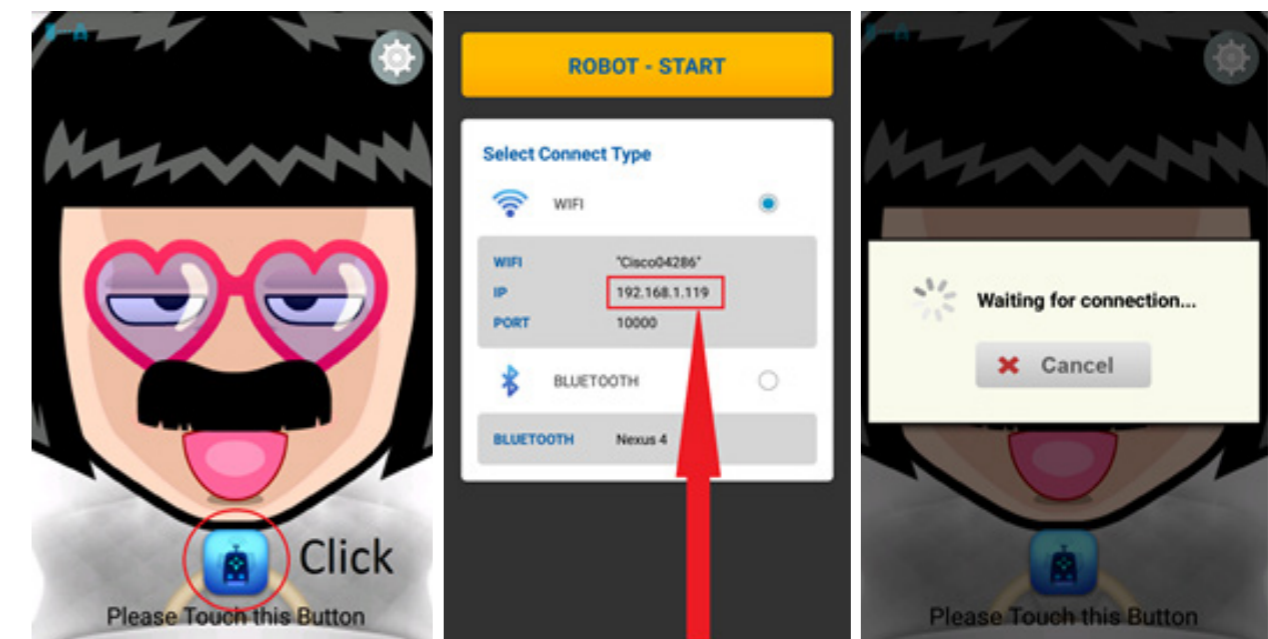 Click
Please Touch this Button
ROBOT - START
Select Connect Type
WIFI
WIFI "Cisco04286"
IP 192.168.1.119
PORT 10000
BLUETOOTH
BLUETOOTH Nexus 4
Waiting for connection...
Cancel
Please Touch this Button